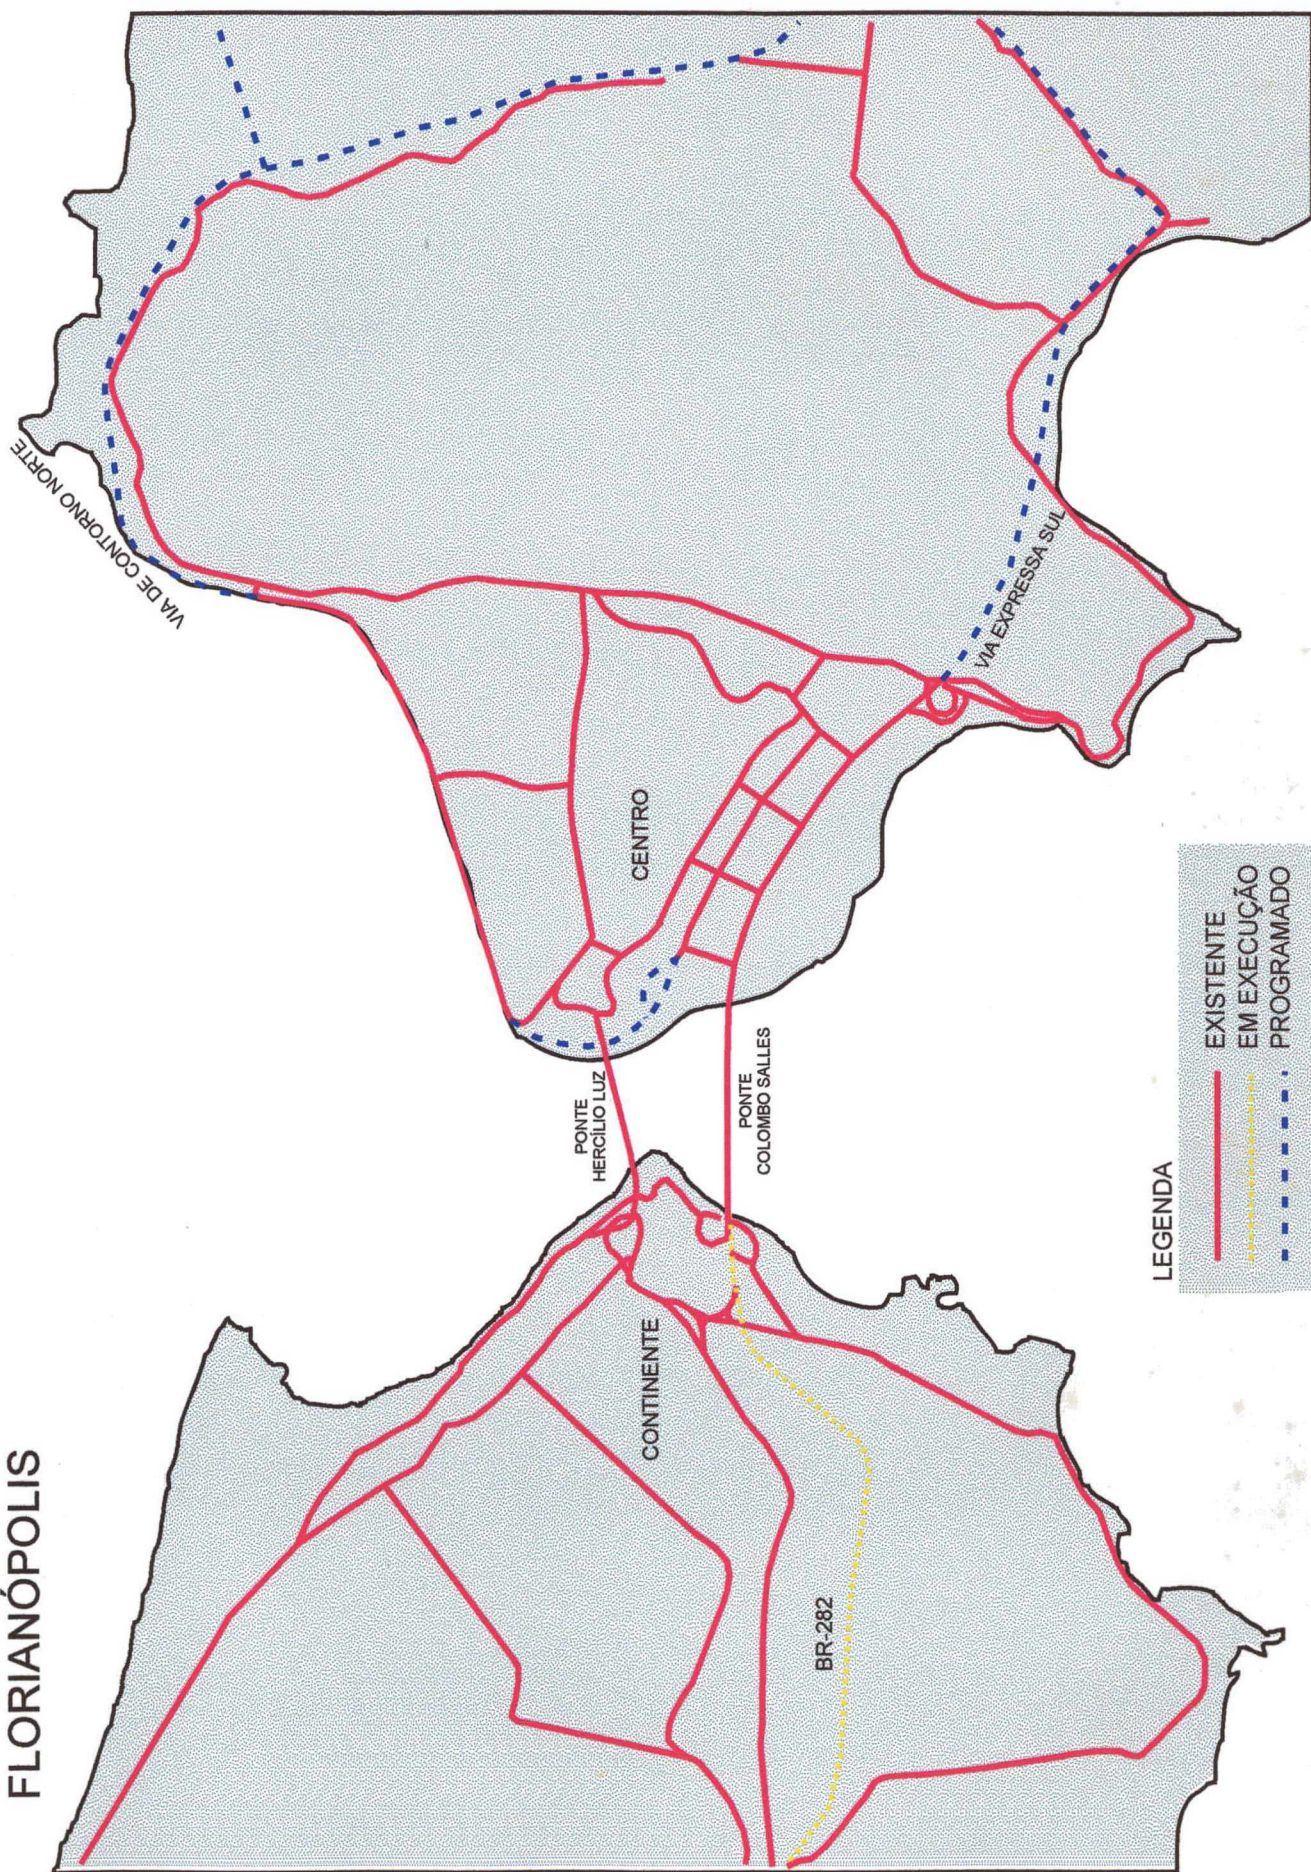 FLORIANÓPOLIS
VIA DE CONTORNO NORTE
CONTINENTE
PONTE
HERCÍLIO LUZ
CENTRO
PONTE
COLOMBO SALLES
BR-282
VIA EXPRESSA SUL
LEGENDA
EXISTENTE
EM EXECUÇÃO
PROGRAMADO